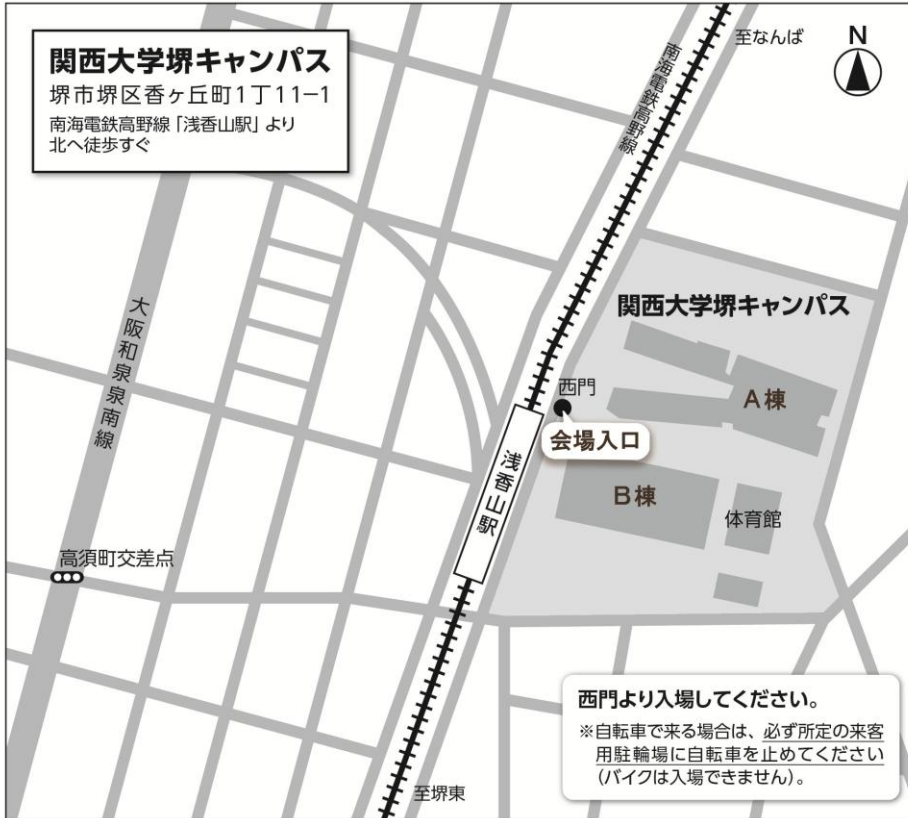 関西大学堺キャンパス
堺市堺区香ヶ丘町1丁11−1
南海電鉄高野線「浅香山駅」より
北へ徒歩すぐ
至なんば
N
南海電鉄高野線
大阪和泉泉南線
関西大学堺キャンパス
西門
A棟
会場入口
浅香山駅
B棟
体育館
高須町交差点
西門より入場してください。
※自転車で来る場合は、必ず所定の来客
用駐輪場に自転車を止めてください
(バイクは入場できません)。
至堺東